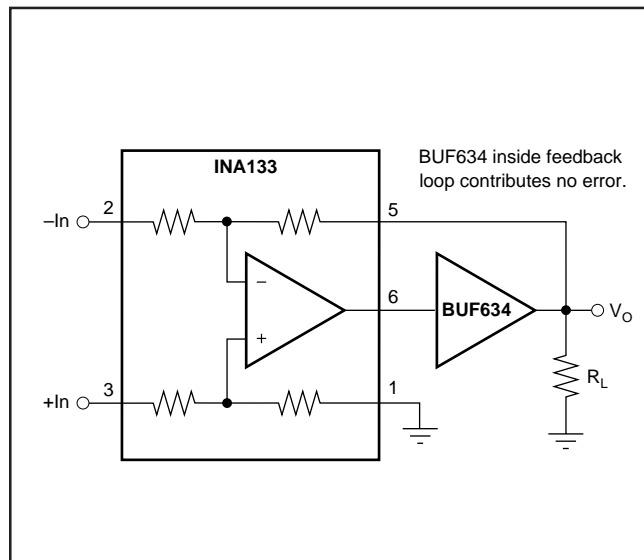 INA133
BUF634 inside feedback
loop contributes no error.
–In
2
5
–
6
BUF634
V_O
+
+In
3
1
R_L